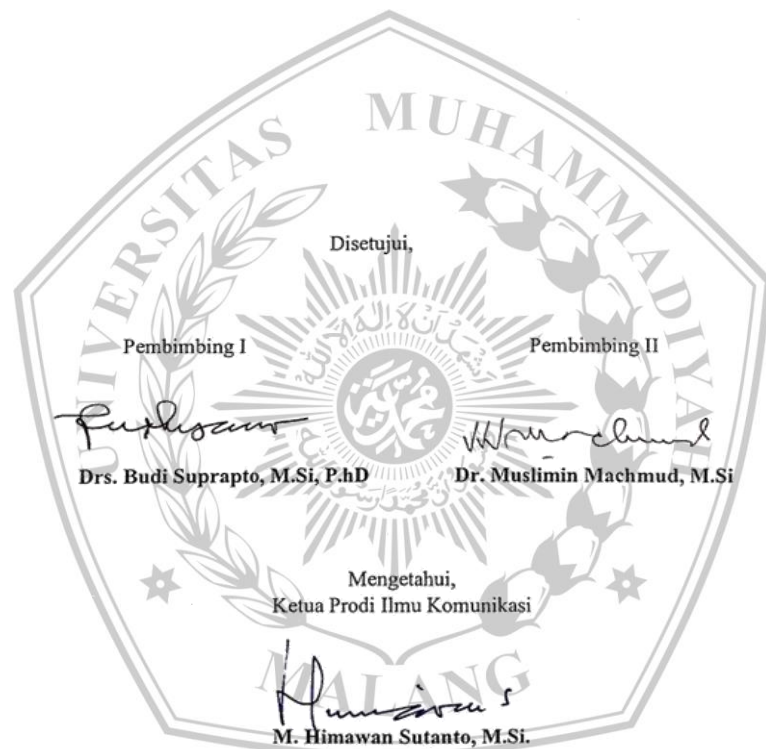 UNIVERSITAS MUHAMMADIYAH
MALANG
Disetujui,
Pembimbing I
Pembimbing II
Drs. Budi Suprapto, M.Si, P.hD
Dr. Muslimin Machmud, M.Si
Mengetahui,
Ketua Prodi Ilmu Komunikasi
M. Himawan Sutanto, M.Si.